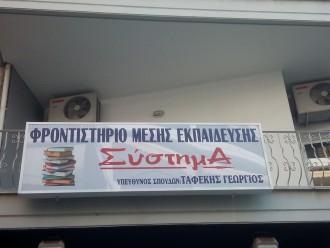 ΦΡΟΝΤΙΣΤΗΡΙΟ ΜΕΣΗΣ ΕΚΠΑΙΔΕΥΣΗΣ
ΣύστημΑ
ΥΠΕΥΘΥΝΟΣ ΣΠΟΥΔΩΝ: ΤΑΦΕΚΗΣ ΓΕΩΡΓΙΟΣ